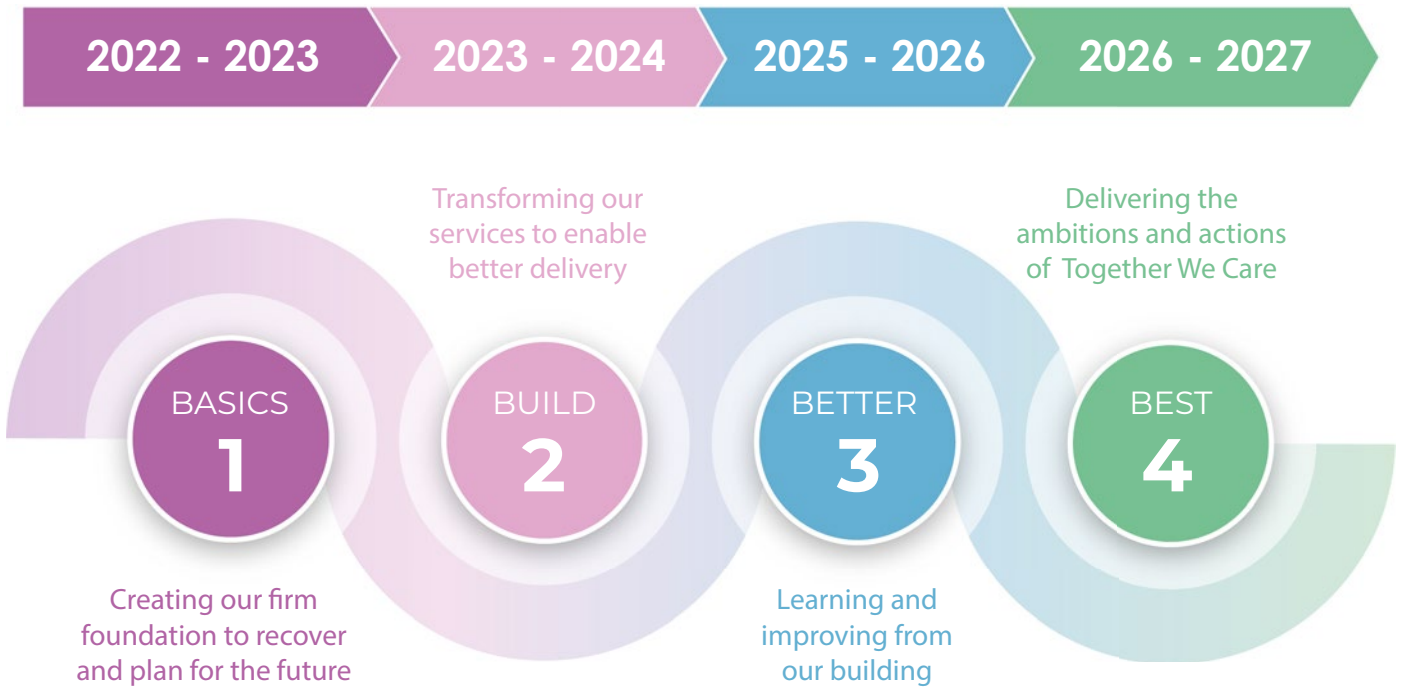 2022 - 2023
2023 - 2024
2025 - 2026
2026 - 2027
Transforming our
services to enable
better delivery
Delivering the
ambitions and actions
of Together We Care
BASICS
1
BUILD
2
BETTER
3
BEST
4
Creating our firm
foundation to recover
and plan for the future
Learning and
improving from
our building